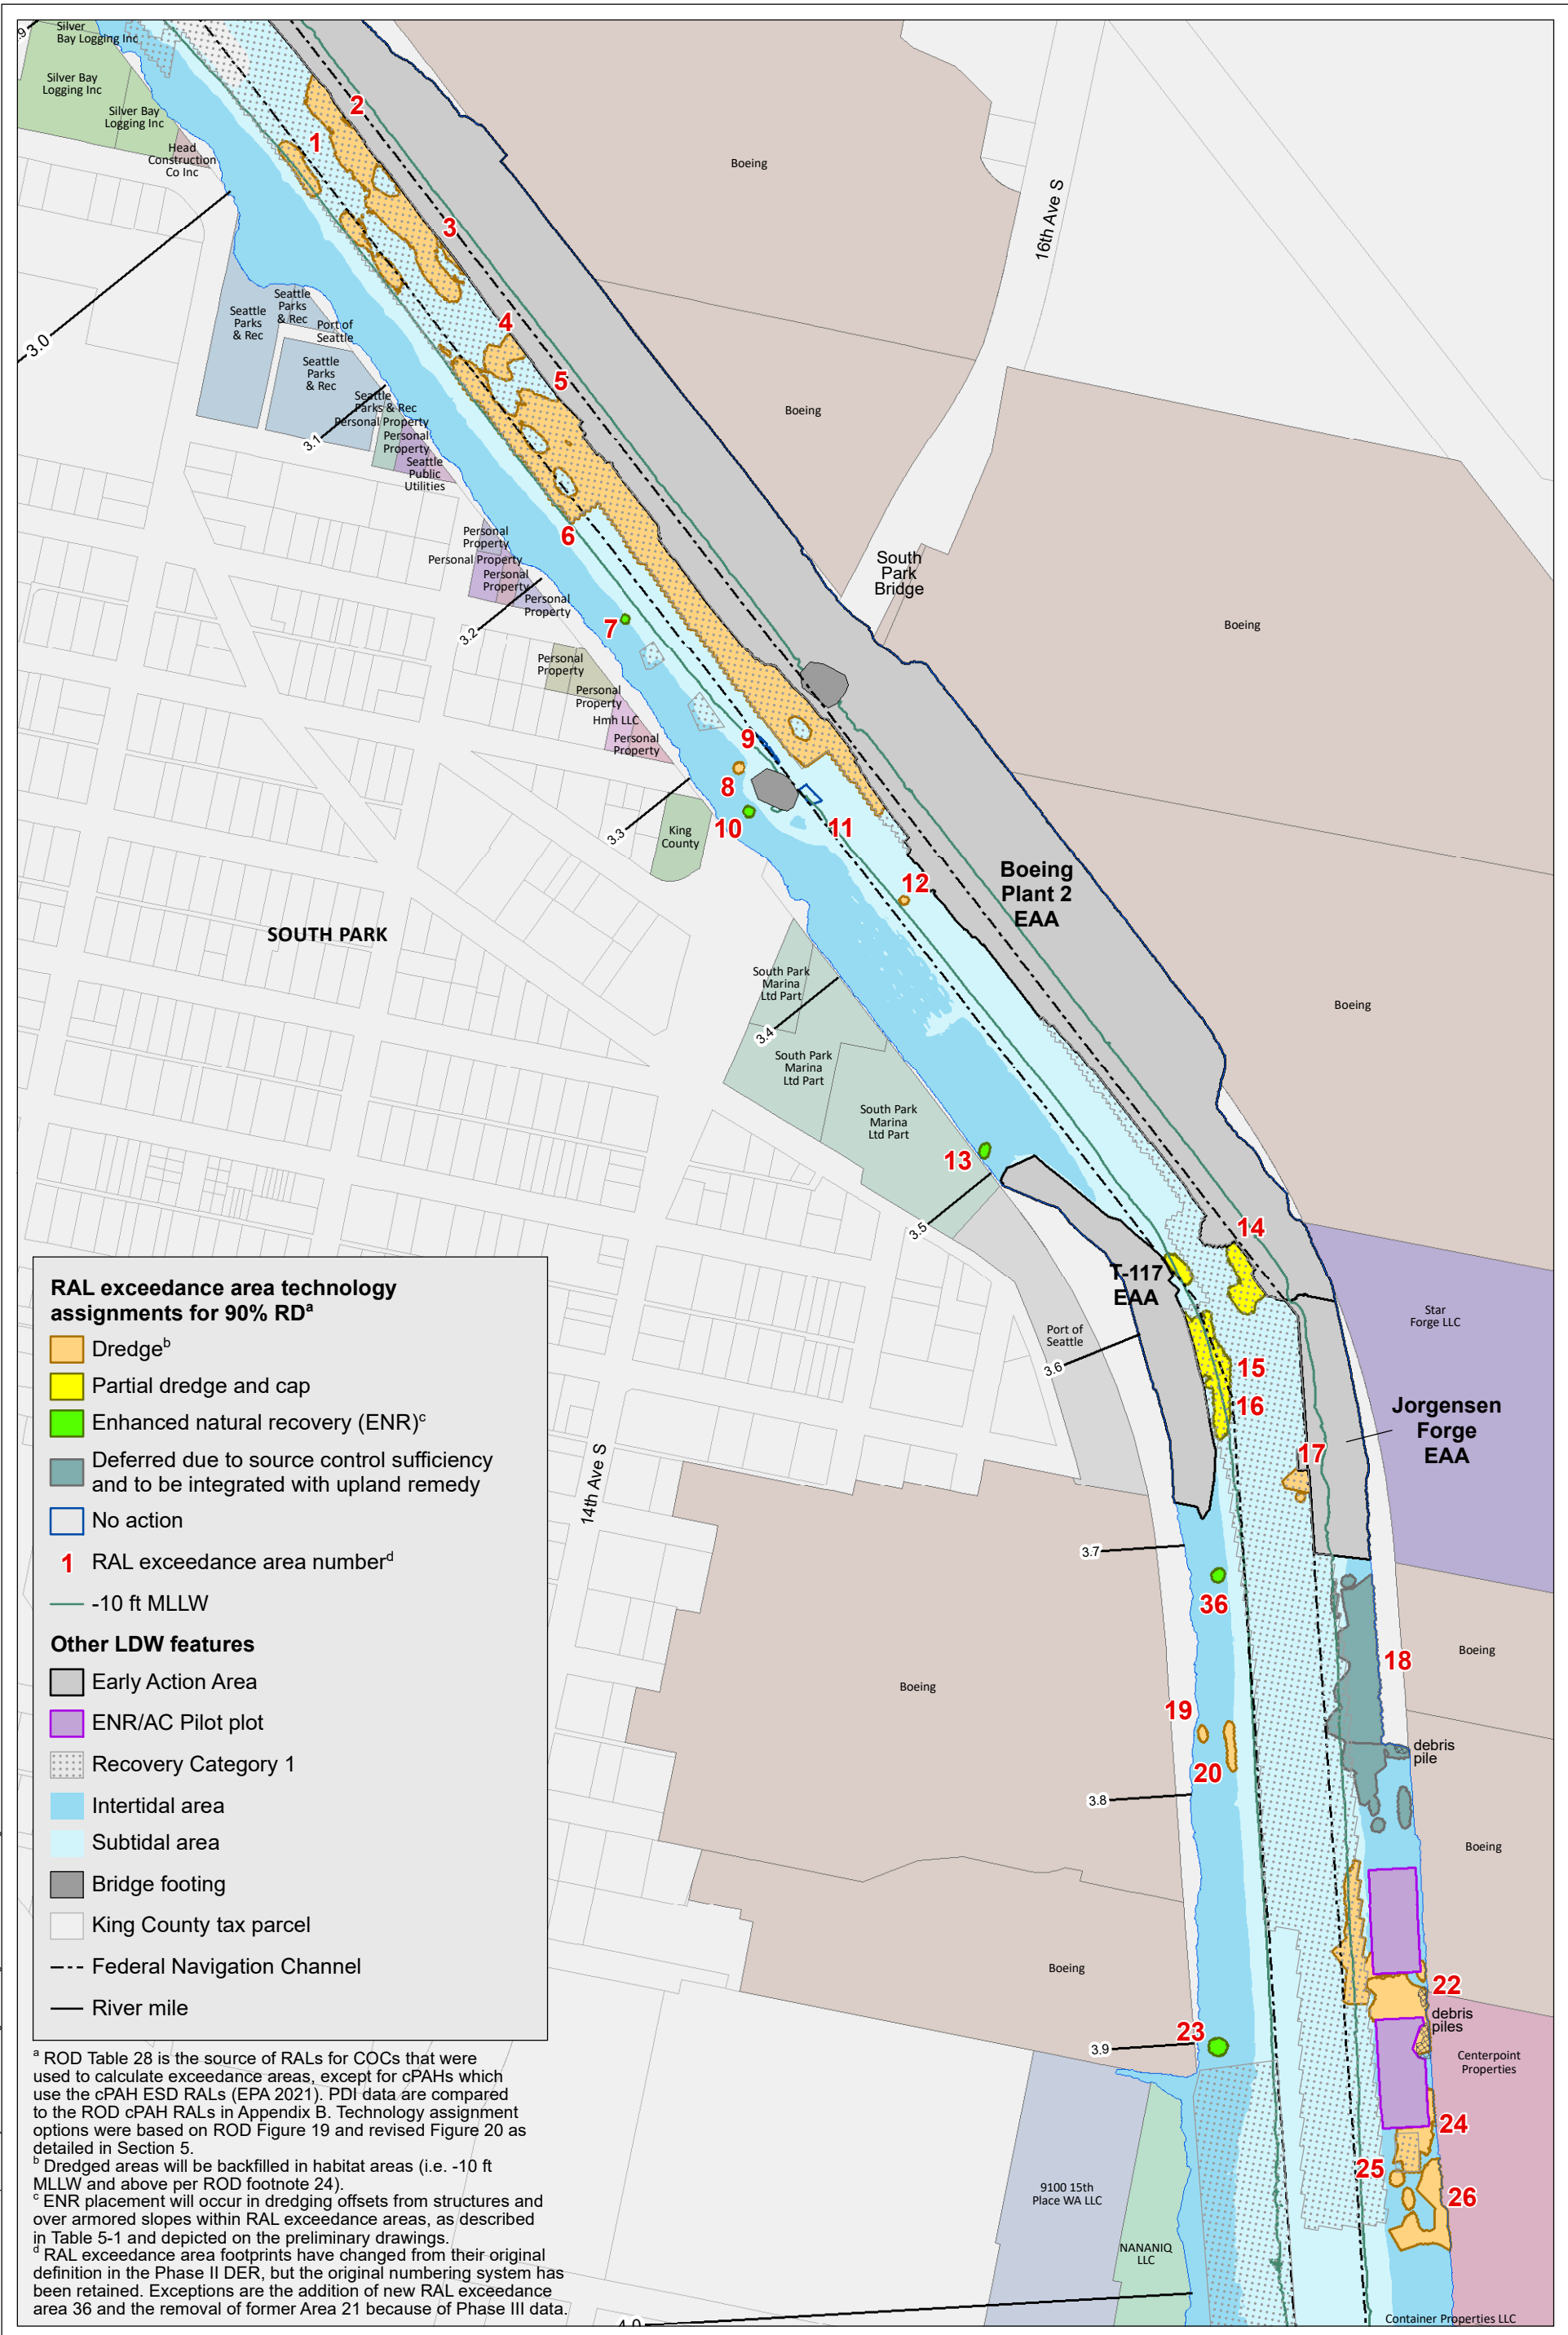 .9
Silver
Bay Logging Inc
Silver Bay
Logging Inc
Silver Bay
Logging Inc
Head
Construction
Co Inc
2
1
Boeing
16th Ave S
3
3.0
Seattle
Parks
& Rec
Seattle
Parks
& Rec
Port of
Seattle
Seattle
Parks
& Rec
4
5
Boeing
Seattle
Parks & Rec
Personal Property
Personal
Property
Seattle
Public
Utilities
3.1
6
Personal
Property
Personal Property
Personal
Property
Personal
Property
South
Park
Bridge
3.2
7
Boeing
Personal
Property
Personal
Property
Hmh LLC
Personal
Property
9
8
10
11
3.3
King
County
12
Boeing
Plant 2
EAA
SOUTH PARK
South Park
Marina
Ltd Part
3.4
Boeing
South Park
Marina
Ltd Part
South Park
Marina
Ltd Part
13
3.5
14
T-117
EAA
Star
Forge LLC
Port of
Seattle
3.6
15
16
Jorgensen
Forge
EAA
17
14th Ave S
3.7
36
18
Boeing
Boeing
19
20
debris
pile
3.8
Boeing
Boeing
22
debris
piles
23
3.9
Centerpoint
Properties
24
25
26
9100 15th
Place WA LLC
NANANIQ
LLC
4.0
Container Properties LLC
RAL exceedance area technology
assignments for 90% RDa
Dredgeb
Partial dredge and cap
Enhanced natural recovery (ENR)c
Deferred due to source control sufficiency
and to be integrated with upland remedy
No action
1 RAL exceedance area numberd
-10 ft MLLW
Other LDW features
Early Action Area
ENR/AC Pilot plot
Recovery Category 1
Intertidal area
Subtidal area
Bridge footing
King County tax parcel
Federal Navigation Channel
River mile
a ROD Table 28 is the source of RALs for COCs that were
used to calculate exceedance areas, except for cPAHs which
use the cPAH ESD RALs (EPA 2021). PDI data are compared
to the ROD cPAH RALs in Appendix B. Technology assignment
options were based on ROD Figure 19 and revised Figure 20 as
detailed in Section 5.
b Dredged areas will be backfilled in habitat areas (i.e. -10 ft
MLLW and above per ROD footnote 24).
c ENR placement will occur in dredging offsets from structures and
over armored slopes within RAL exceedance areas, as described
in Table 5-1 and depicted on the preliminary drawings.
d RAL exceedance area footprints have changed from their original
definition in the Phase II DER, but the original numbering system has
been retained. Exceptions are the addition of new RAL exceedance
area 36 and the removal of former Area 21 because of Phase III data.